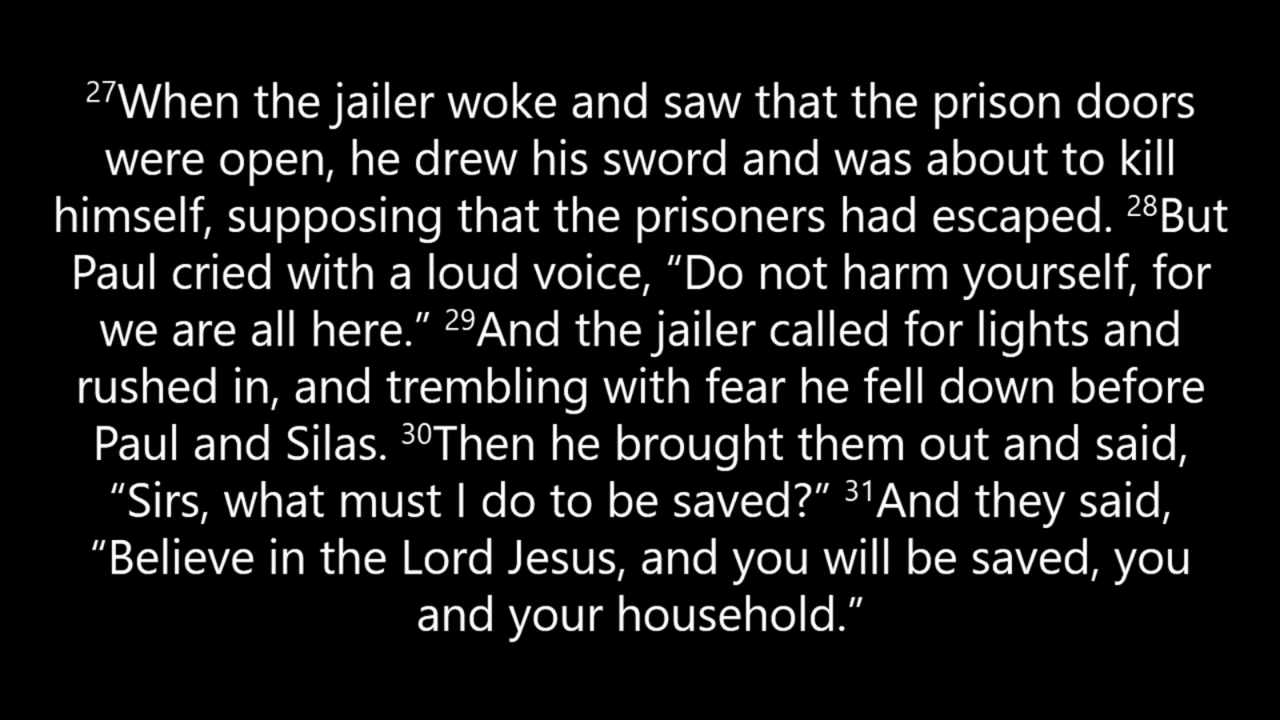 27When the jailer woke and saw that the prison doors
were open, he drew his sword and was about to kill
himself, supposing that the prisoners had escaped. 28But
Paul cried with a loud voice, “Do not harm yourself, for
we are all here.” 29And the jailer called for lights and
rushed in, and trembling with fear he fell down before
Paul and Silas. 30Then he brought them out and said,
“Sirs, what must I do to be saved?” 31And they said,
“Believe in the Lord Jesus, and you will be saved, you
and your household.”